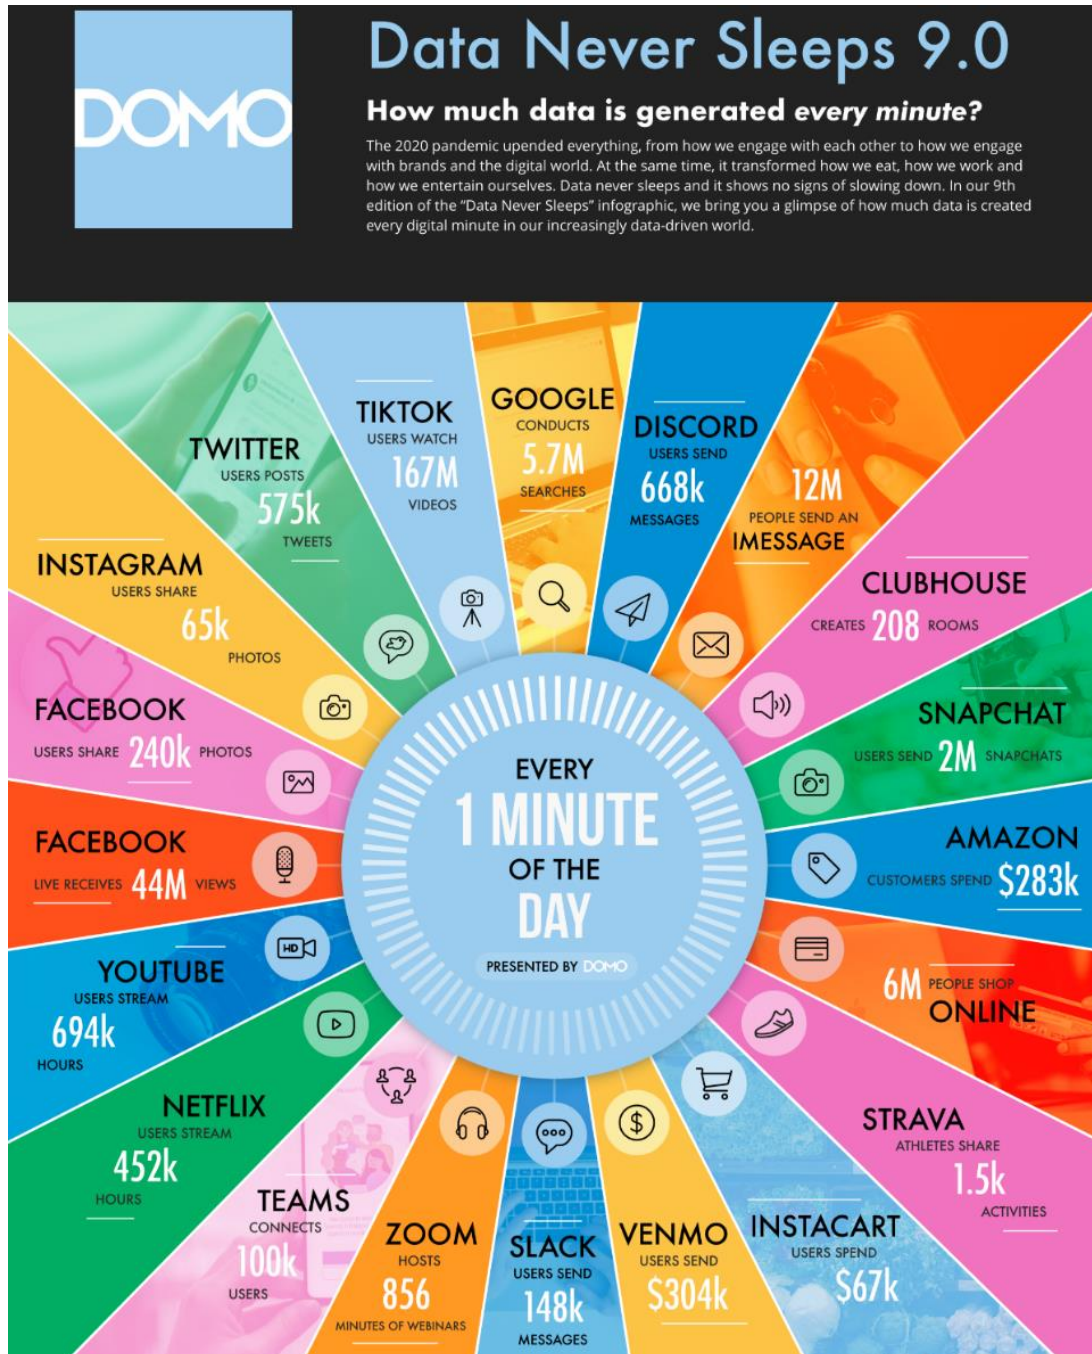 DOMO
Data Never Sleeps 9.0
How much data is generated every minute?
The 2020 pandemic upended everything, from how we engage with each other to how we engage
with brands and the digital world. At the same time, it transformed how we eat, how we work and
how we entertain ourselves. Data never sleeps and it shows no signs of slowing down. In our 9th
edition of the "Data Never Sleeps" infographic, we bring you a glimpse of how much data is created
every digital minute in our increasingly data-driven world.
GOOGLE
CONDUCTS
5.7M
SEARCHES
DISCORD
USERS SEND
668k
MESSAGES
12M
PEOPLE SEND AN
IMESSAGE
CLUBHOUSE
CREATES 208 ROOMS
SNAPCHAT
USERS SEND 2M SNAPCHATS
AMAZON
CUSTOMERS SPEND $283k
6M PEOPLE SHOP
ONLINE
STRAVA
ATHLETES SHARE
1.5k
ACTIVITIES
INSTACART
USERS SPEND
$67k
VENMO
USERS SEND
$304k
SLACK
USERS SEND
148k
MESSAGES
ZOOM
HOSTS
856
MINUTES OF WEBINARS
TEAMS
CONNECTS
100k
USERS
NETFLIX
USERS STREAM
452k
HOURS
YOUTUBE
USERS STREAM
694k
HOURS
HD
FACEBOOK
LIVE RECEIVES 44M VIEWS
FACEBOOK
USERS SHARE 240k PHOTOS
INSTAGRAM
USERS SHARE
65k
PHOTOS
TWITTER
USERS POSTS
575k
TWEETS
TIKTOK
USERS WATCH
167M
VIDEOS
EVERY
1 MINUTE
OF THE
DAY
PRESENTED BY DOMO